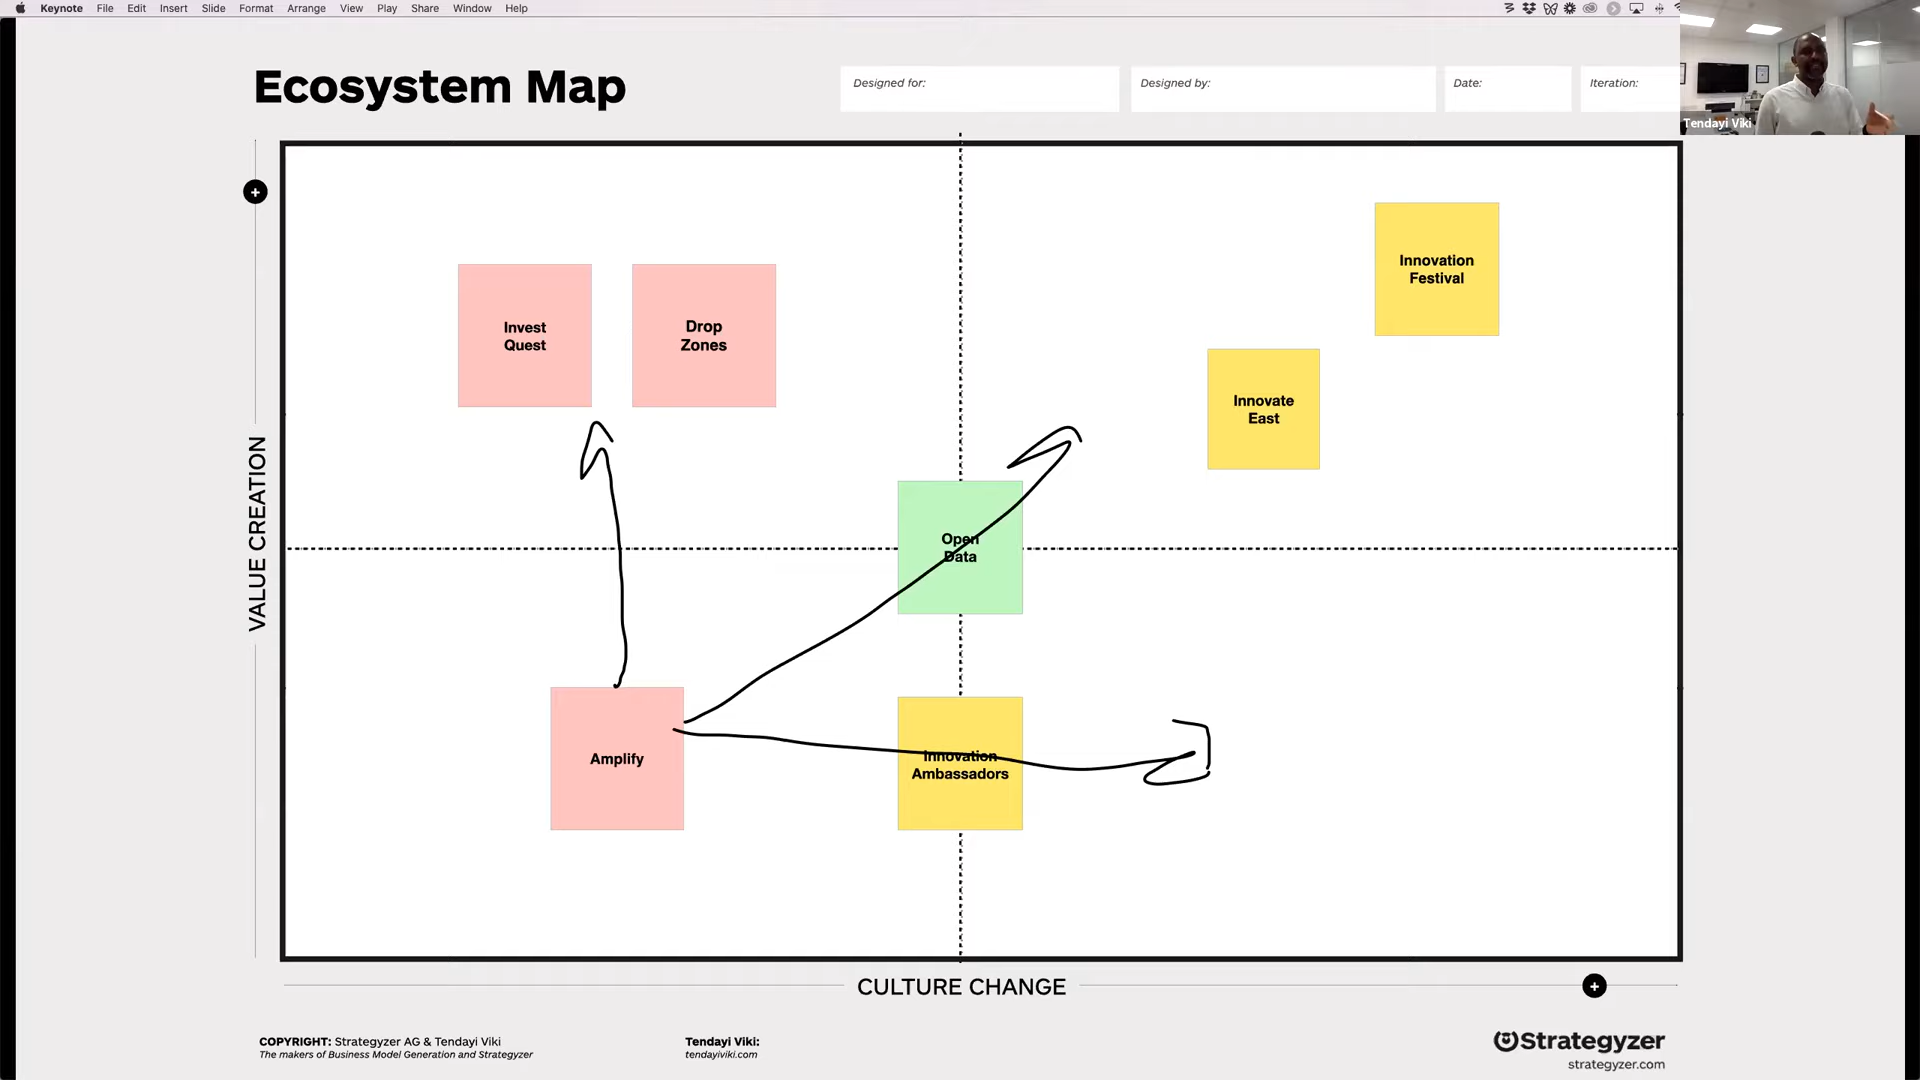 Keynote File Edit Insert Slide Format Arrange View Play Share Window Help
Ecosystem Map
Designed for:
Designed by:
Date:
Iteration:
Tendayi Viki
VALUE CREATION
Innovation
Festival
Invest
Quest
Drop
Zones
Innovate
East
Open
Data
Amplify
Innovation
Ambassadors
CULTURE CHANGE
COPYRIGHT: Strategyzer AG & Tendayi Viki
The makers of Business Model Generation and Strategyzer
Tendayi Viki:
tendayiviki.com
Strategyzer
strategyzer.com